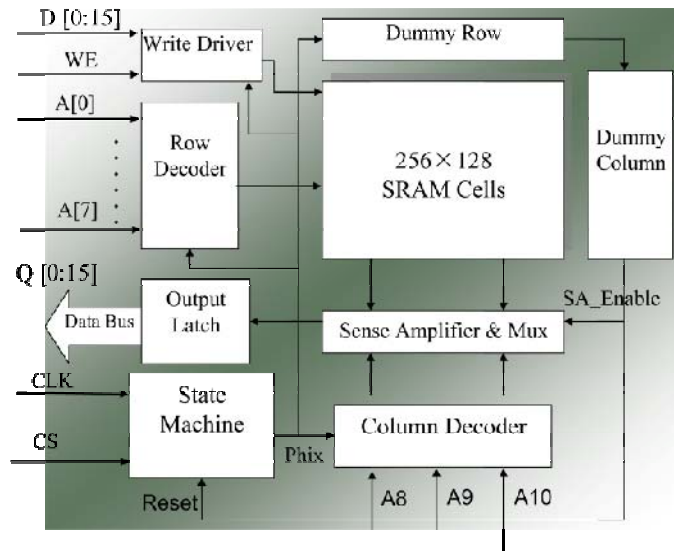 D [0:15]
Write Driver
Dummy Row
WE
A[0]
Row
Decoder
256×128
SRAM Cells
Dummy
Column
A[7]
Q [0:15]
Data Bus
Output
Latch
SA_Enable
Sense Amplifier & Mux
CLK
State
Machine
Column Decoder
CS
Phix
Reset
A8
A9
A10